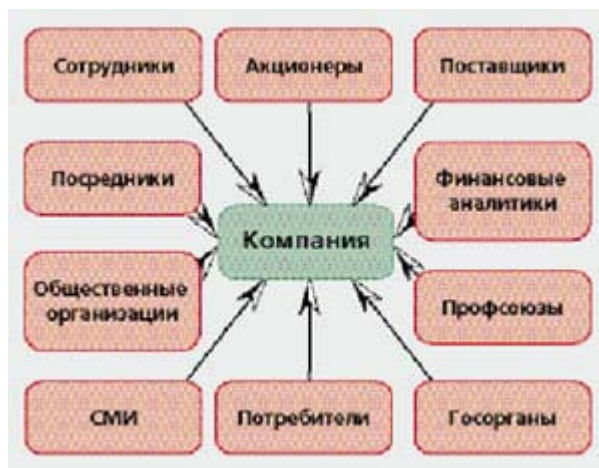 Сотрудники
Акционеры
Поставщики
Посредники
Финансовые
аналитики
Компания
Общественные
организации
Профсоюзы
СМИ
Потребители
Госорганы